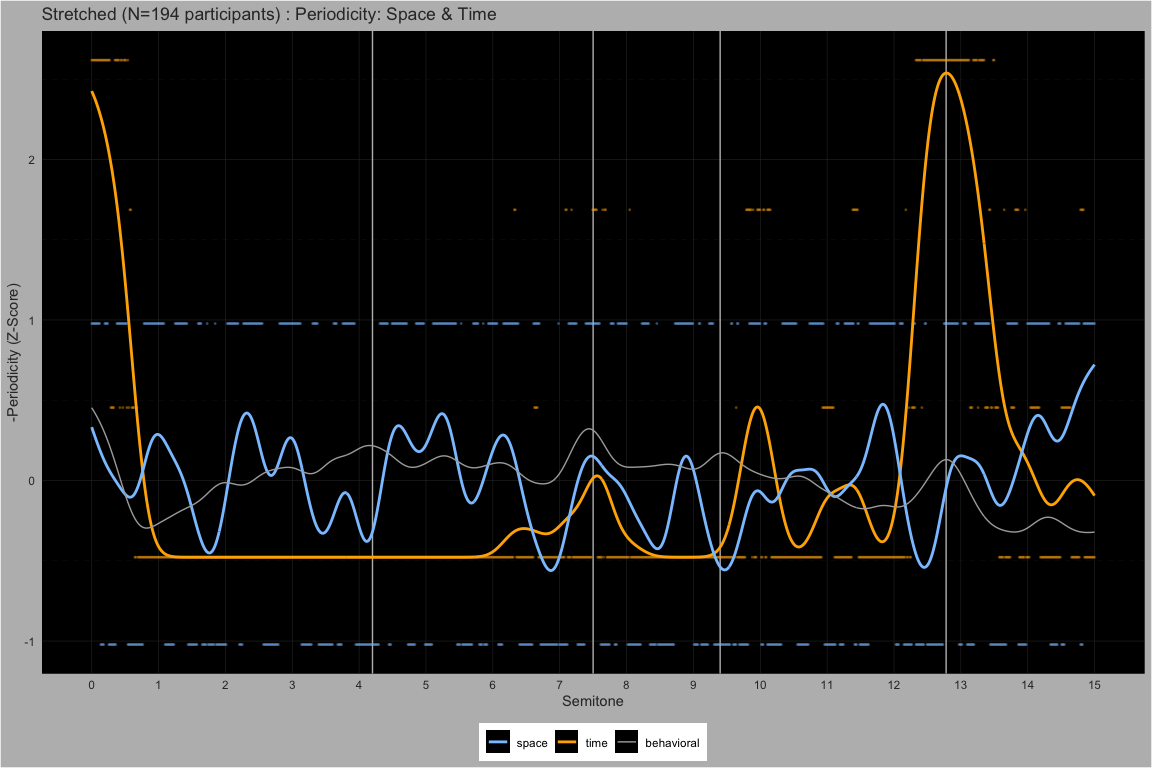 Stretched (N=194 participants) : Periodicity: Space & Time
-Periodicity (Z-Score)
2
1
0
-1
0 1 2 3 4 5 6 7 8 9 10 11 12 13 14 15
Semitone
space time behavioral